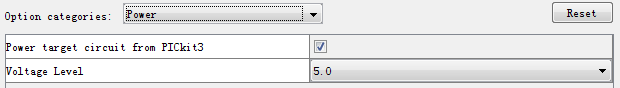 Option categories: Power Reset
Power target circuit from PICkit3
Voltage Level 5.0